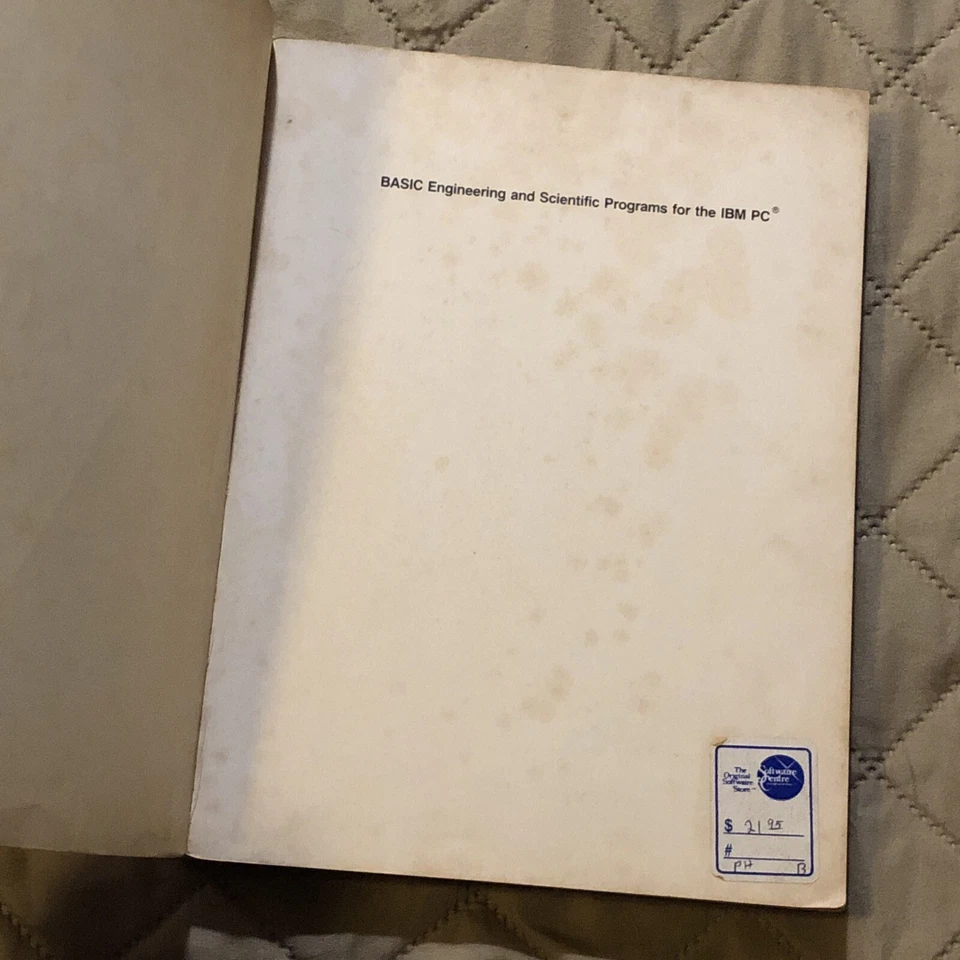 BASIC Engineering and Scientific Programs for the IBM PC®
The
Original
Software
Store
Software
Centre
$ 21 95
#
PH B